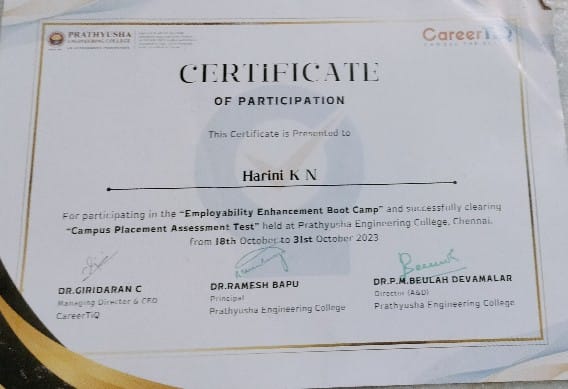 PRATHYUSHA
ENGINEERING COLLEGE
AN AUTONOMOUS INSTITUTION
CareerTiQ
CERTIFICATE
OF PARTICIPATION
This Certificate is Presented to
Harini K N
For participating in the "Employability Enhancement Boot Camp" and successfully clearing
"Campus Placement Assessment Test" held at Prathyusha Engineering College, Chennai.
from 18th October to 31st October 2023
DR.GIRIDARAN C
Managing Director & CEO
CareerTiQ
DR.RAMESH BAPU
Principal
Prathyusha Engineering College
DR.P.M.BEULAH DEVAMALAR
Director (A&D)
Prathyusha Engineering College